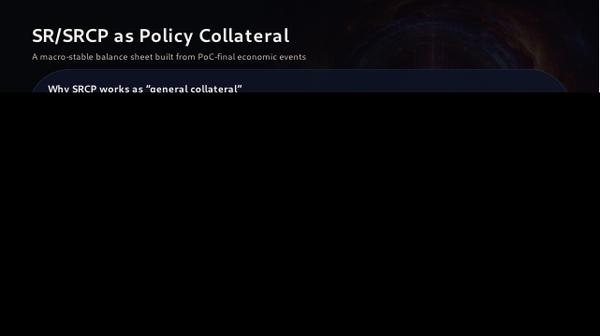 SR/SRCP as Policy Collateral
A macro-stable balance sheet built from PoC-final economic events
Why SRCP works as "general collateral"